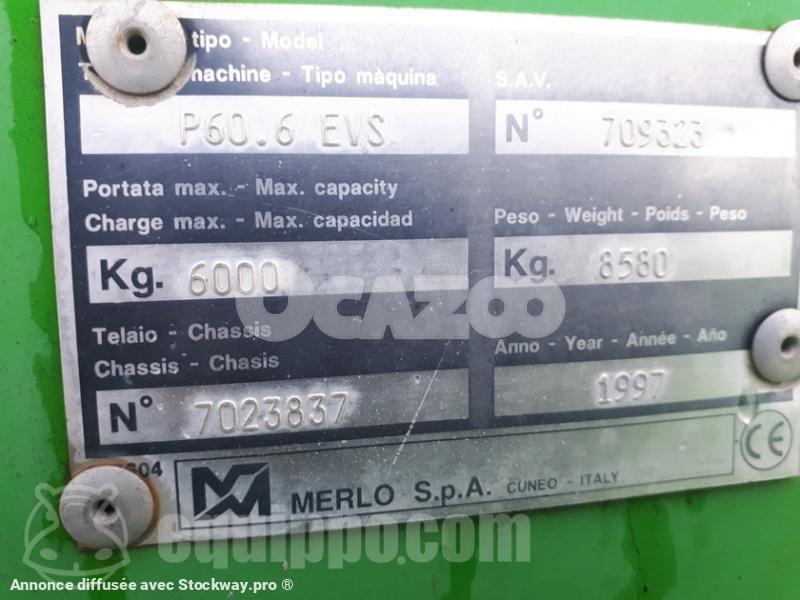 tipo - Model
machine - Tipo màquina
P60.6 EVS
S.A.V.
N° 709323
Portata max. - Max. capacity
Charge max. - Max. capacidad
Kg. 6000
Peso - Weight - Poids - Peso
Kg. 8580
Telaio - Chassis
Chassis - Chasis
N° 7023837
Anno - Year - Année - Año
1997
MERLO S.p.A. CUNEO - ITALY
CE
OCAZOO
equippo.com
Annonce diffusée avec Stockway.pro ®